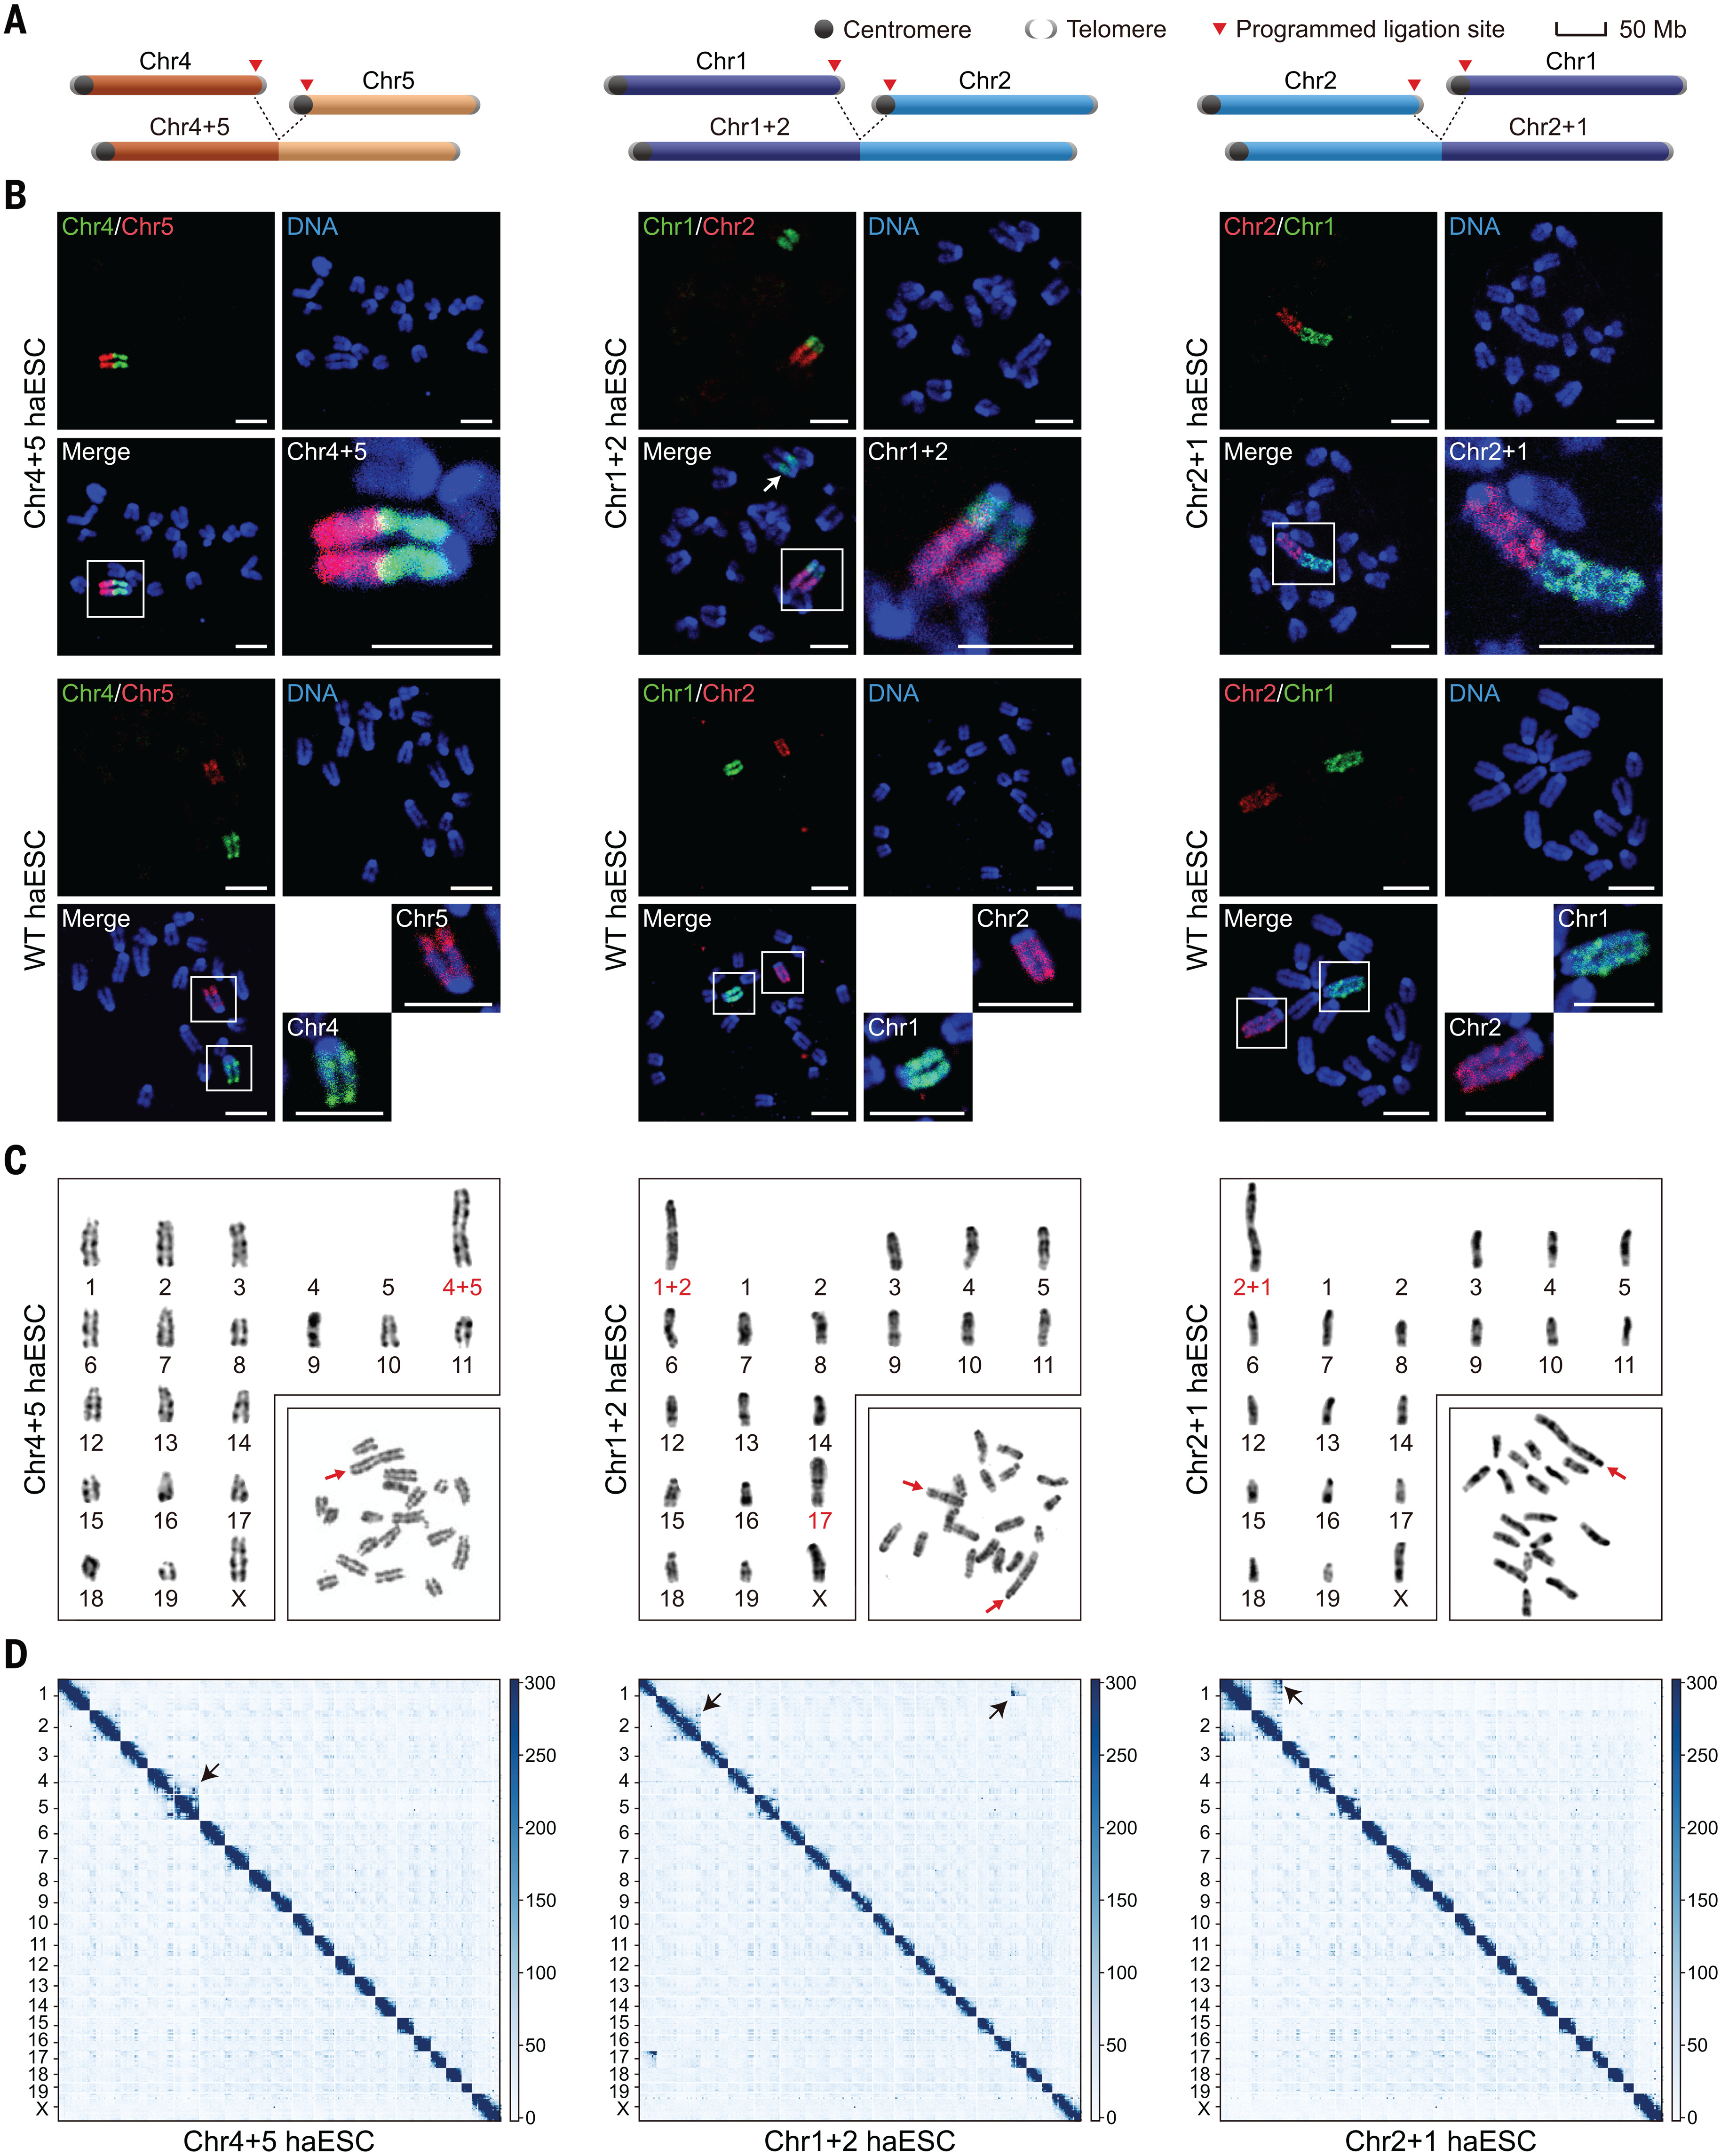 A
Centromere Telomere Programmed ligation site 50 Mb
Chr4 Chr5 Chr4+5
Chr1 Chr2 Chr1+2
Chr2 Chr1 Chr2+1
B
Chr4+5 haESC
Chr4/Chr5 DNA
Merge Chr4+5
Chr1+2 haESC
Chr1/Chr2 DNA
Merge Chr1+2
Chr2+1 haESC
Chr2/Chr1 DNA
Merge Chr2+1
WT haESC
Chr4/Chr5 DNA
Merge Chr5
Chr4
WT haESC
Chr1/Chr2 DNA
Merge Chr2
Chr1
WT haESC
Chr2/Chr1 DNA
Merge Chr1
Chr2
C
Chr4+5 haESC
1 2 3 4 5 4+5
6 7 8 9 10 11
12 13 14
15 16 17
18 19 X
Chr1+2 haESC
1+2 1 2 3 4 5
6 7 8 9 10 11
12 13 14
15 16 17
18 19 X
Chr2+1 haESC
2+1 1 2 3 4 5
6 7 8 9 10 11
12 13 14
15 16 17
18 19 X
D
1
2
3
4
5
6
7
8
9
10
11
12
13
14
15
16
17
18
19
X
300
250
200
150
100
50
0
Chr4+5 haESC
1
2
3
4
5
6
7
8
9
10
11
12
13
14
15
16
17
18
19
X
300
250
200
150
100
50
0
Chr1+2 haESC
1
2
3
4
5
6
7
8
9
10
11
12
13
14
15
16
17
18
19
X
300
250
200
150
100
50
0
Chr2+1 haESC